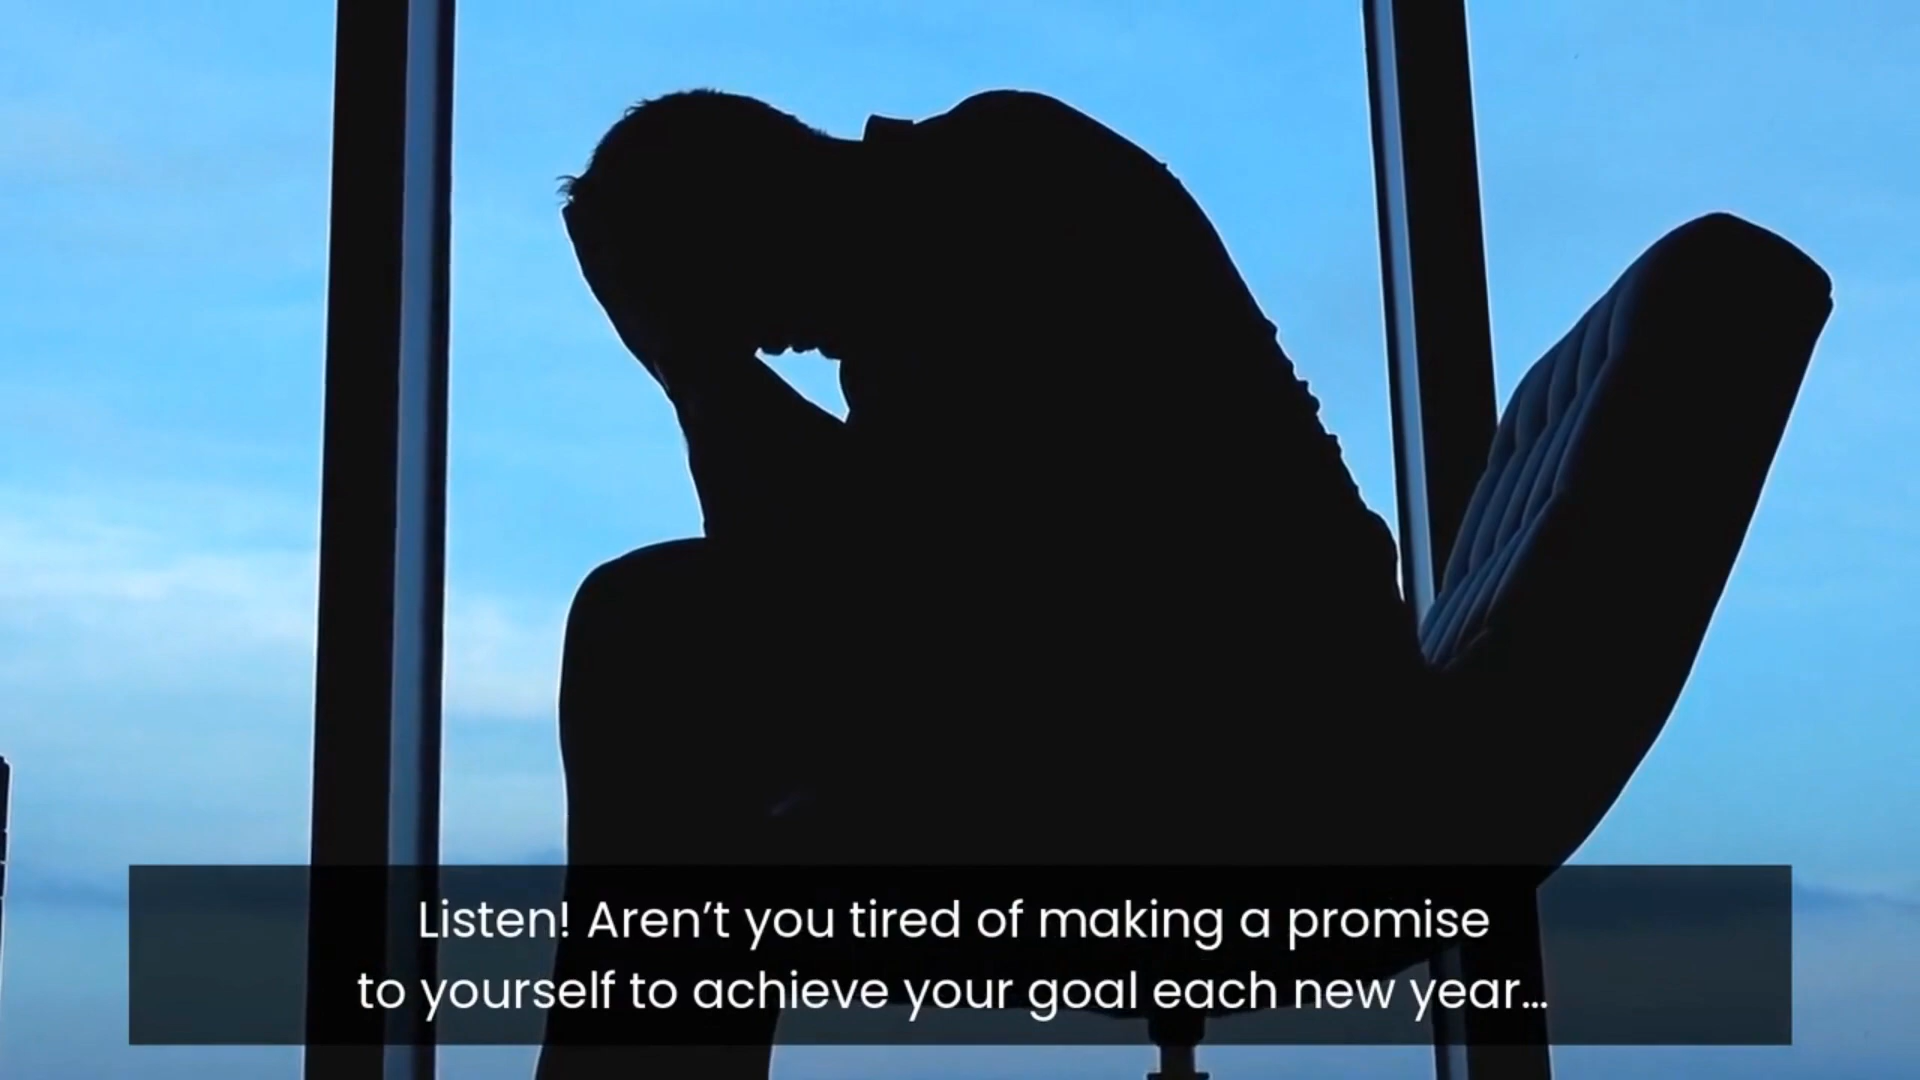 Listen! Aren’t you tired of making a promise
to yourself to achieve your goal each new year...